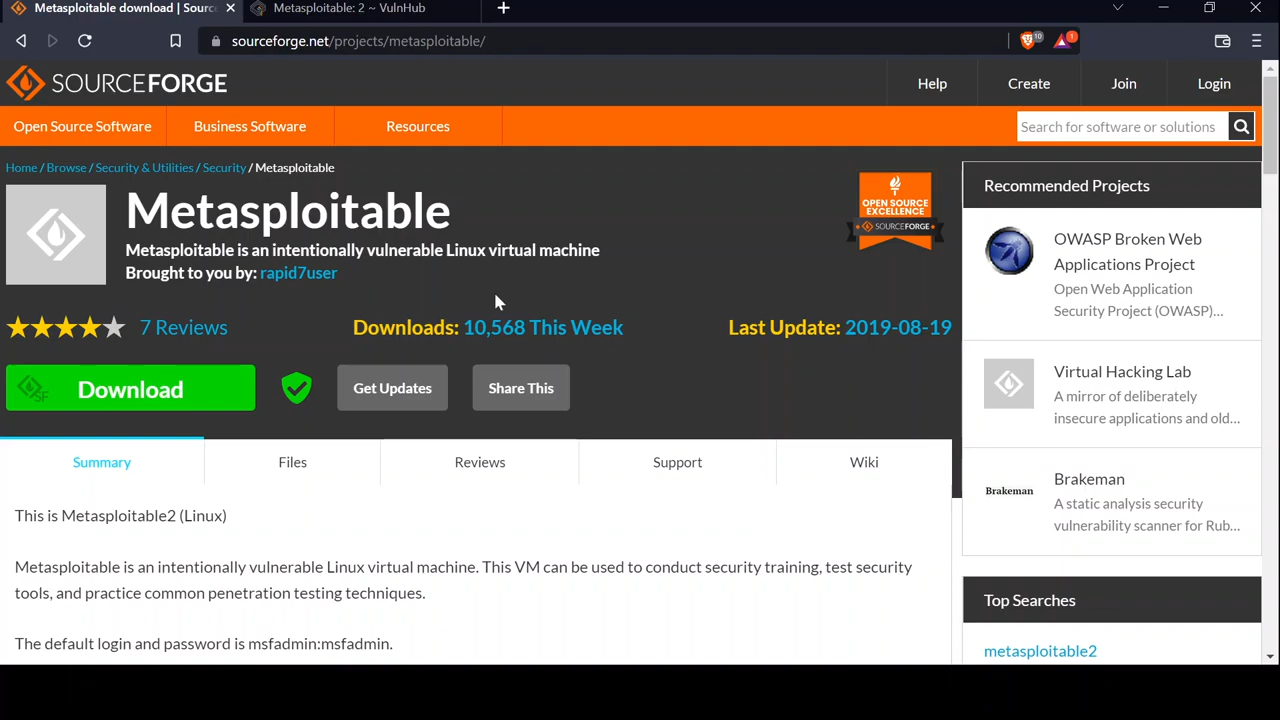 Metasploitable download | Sourc
Metasploitable: 2 ~ VulnHub
sourceforge.net/projects/metasploitable/
10
1
SOURCEFORGE
Help
Create
Join
Login
Open Source Software
Business Software
Resources
Search for software or solutions
Home / Browse / Security & Utilities / Security / Metasploitable
Metasploitable
Metasploitable is an intentionally vulnerable Linux virtual machine
Brought to you by: rapid7user
OPEN SOURCE
EXCELLENCE
SOURCEFORGE
7 Reviews
Downloads: 10,568 This Week
Last Update: 2019-08-19
SF
Download
Get Updates
Share This
Summary
Files
Reviews
Support
Wiki
This is Metasploitable2 (Linux)
Metasploitable is an intentionally vulnerable Linux virtual machine. This VM can be used to conduct security training, test security
tools, and practice common penetration testing techniques.
The default login and password is msfadmin:msfadmin.
Recommended Projects
OWASP Broken Web
Applications Project
Open Web Application
Security Project (OWASP)...
Virtual Hacking Lab
A mirror of deliberately
insecure applications and old...
Brakeman
Brakeman
A static analysis security
vulnerability scanner for Rub...
Top Searches
metasploitable2